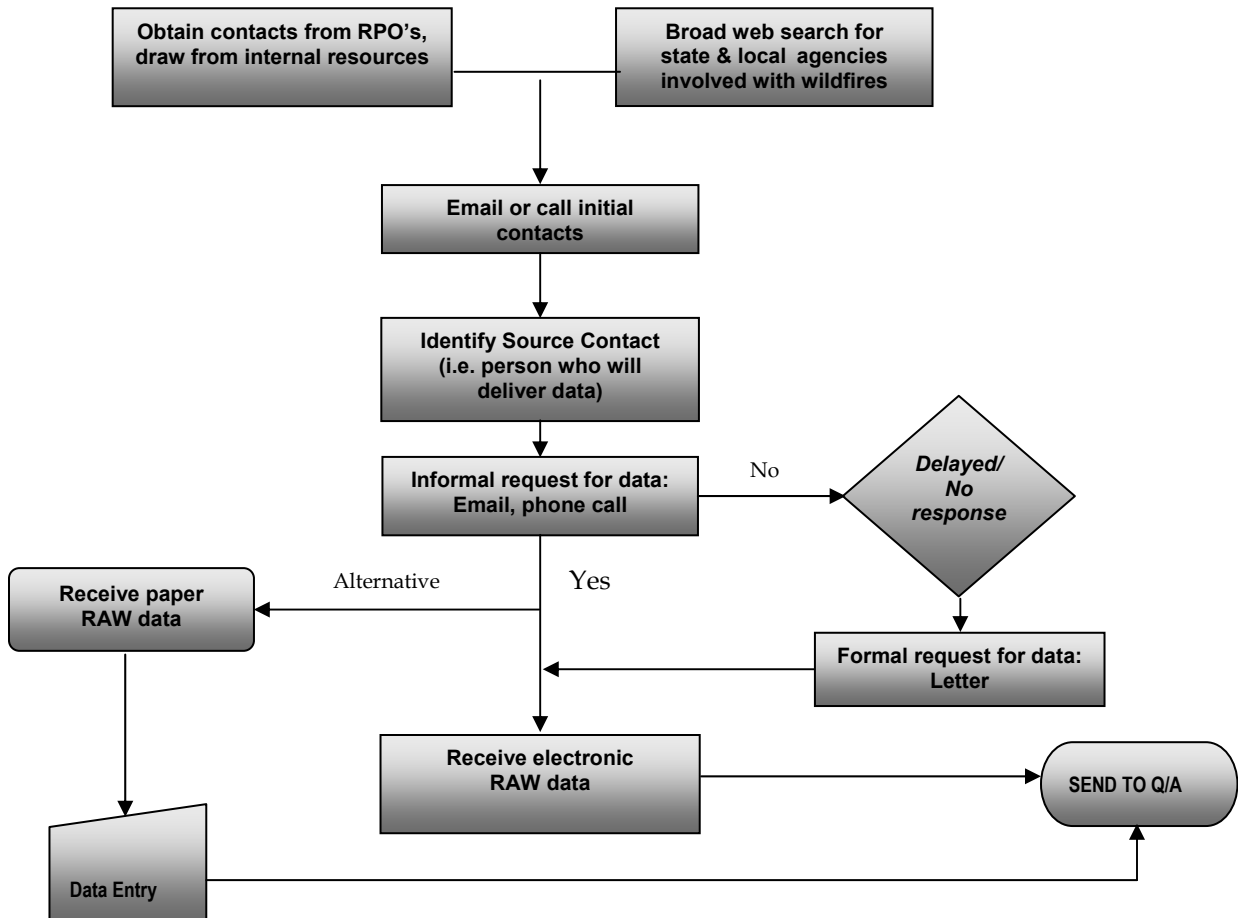 Obtain contacts from RPO's,
draw from internal resources
Broad web search for
state & local agencies
involved with wildfires
Email or call initial
contacts
Identify Source Contact
(i.e. person who will
deliver data)
Informal request for data:
Email, phone call
No
Delayed/
No
response
Alternative
Yes
Receive paper
RAW data
Formal request for data:
Letter
Receive electronic
RAW data
SEND TO Q/A
Data Entry